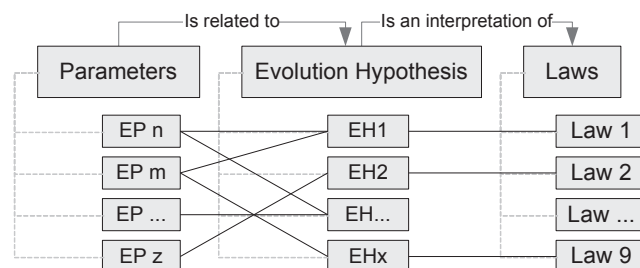 Is related to Is an interpretation of
Parameters Evolution Hypothesis Laws
EP n EH1 Law 1
EP m EH2 Law 2
EP ... EH... Law ...
EP z EHx Law 9